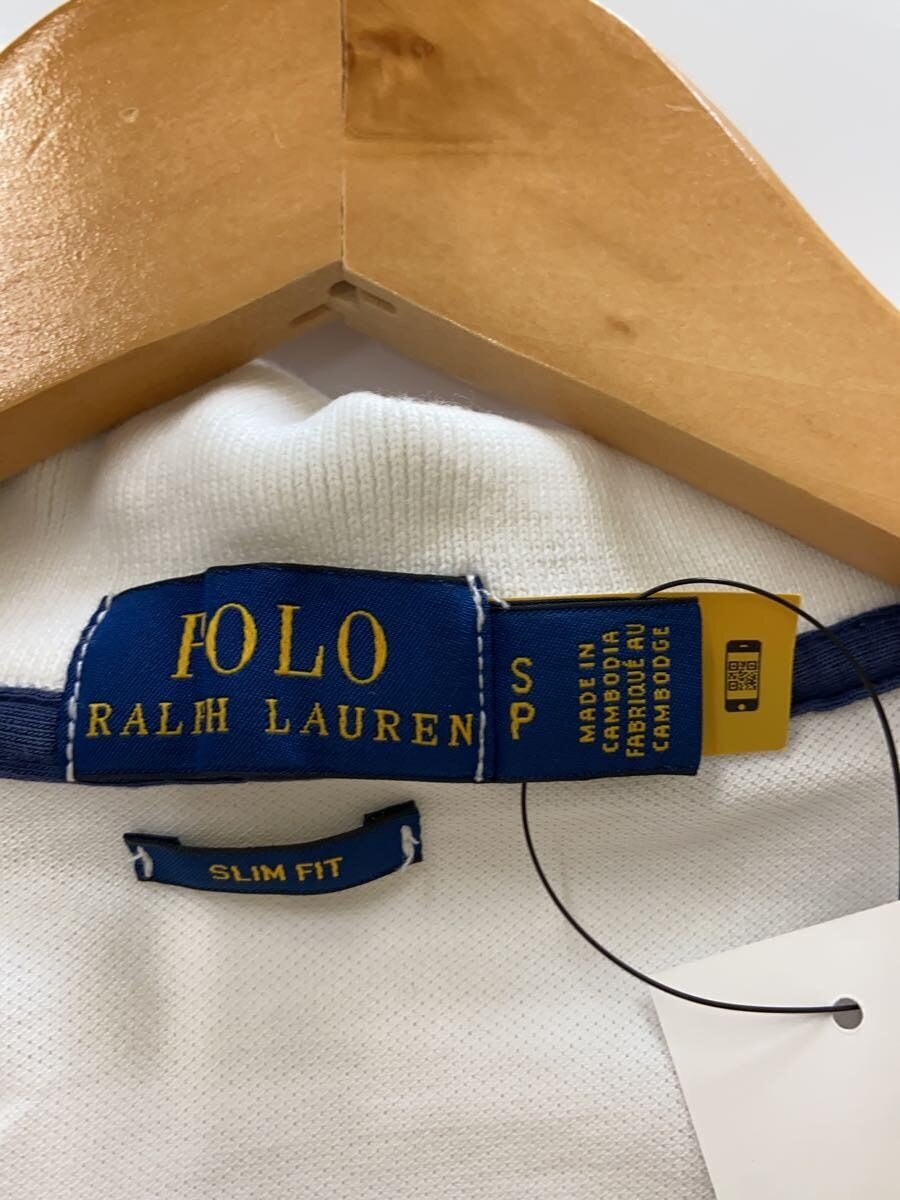 POLO
RALPH LAUREN
S
P
MADE IN
CAMBODIA
FABRIQUÉ AU
CAMBODGE
SLIM FIT